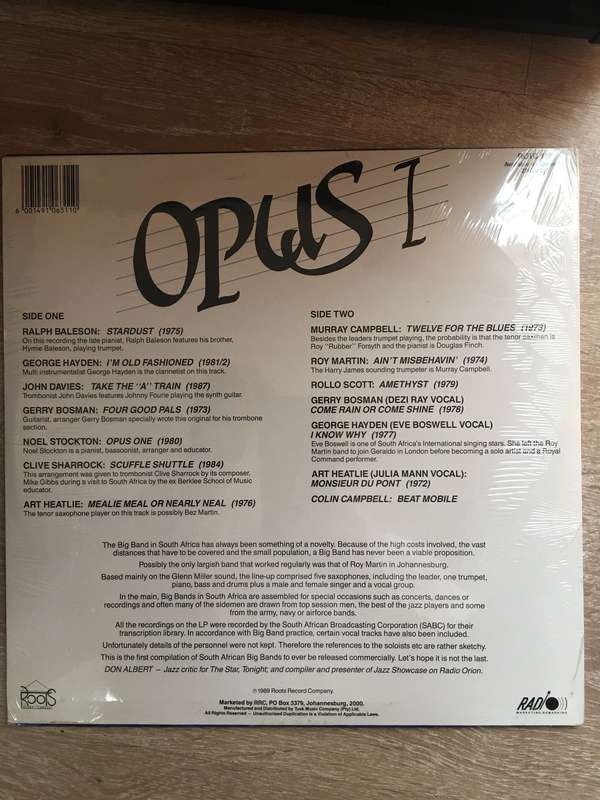 OPUS I
6 001491 063110
SIDE ONE
RALPH BALESON: STARDUST (1975)
On this recording the late pianist, Ralph Baleson features his brother,
Hymie Baleson, playing trumpet.
GEORGE HAYDEN: I'M OLD FASHIONED (1981/2)
Multi instrumentalist George Hayden is the clarinetist on this track.
JOHN DAVIES: TAKE THE "A" TRAIN (1987)
Trombonist John Davies features Johnny Fourie playing the synth guitar.
GERRY BOSMAN: FOUR GOOD PALS (1973)
Guitarist, arranger Gerry Bosman specially wrote this original for his trombone
section.
NOEL STOCKTON: OPUS ONE (1980)
Noel Stockton is a pianist, bassonist, arranger and educator.
CLIVE SHARROCK: SCUFFLE SHUTTLE (1984)
This arrangement was given to trombonist Clive Sharrock by its composer,
Mike Gibbs during a visit to South Africa by the ex Berklee School of Music
educator.
ART HEATLIE: MEALIE MEAL OR NEARLY NEAL (1976)
The tenor saxophone player on this track is possibly Bez Martin.
SIDE TWO
MURRAY CAMPBELL: TWELVE FOR THE BLUES (1973)
Besides the leaders trumpet playing, the probability is that the tenor saxman is
Roy "Rubber" Forsyth and the pianist is Douglas Finch.
ROY MARTIN: AIN'T MISBEHAVIN' (1974)
The Harry James sounding trumpeter is Murray Campbell.
ROLLO SCOTT: AMETHYST (1979)
GERRY BOSMAN (DEZI RAY VOCAL)
COME RAIN OR COME SHINE (1978)
GEORGE HAYDEN (EVE BOSWELL VOCAL)
I KNOW WHY (1977)
Eve Boswell is one of South Africa's International singing stars. She left the Roy
Martin band to join Geraldo in London before becoming a solo artist and a Royal
Command performer.
ART HEATLIE (JULIA MANN VOCAL):
MONSIEUR DU PONT (1972)
COLIN CAMPBELL: BEAT MOBILE
The Big Band in South Africa has always been something of a novelty. Because of the high costs involved, the vast
distances that have to be covered and the small population, a Big Band has never been a viable proposition.
Possibly the only largish band that worked regularly was that of Roy Martin in Johannesburg.
Based mainly on the Glenn Miller sound, the line-up comprised five saxophones, including the leader, one trumpet,
piano, bass and drums plus a male and female singer and a vocal group.
In the main, Big Bands in South Africa are assembled for special occasions such as concerts, dances or
recordings and often many of the sidemen are drawn from top session men, the best of the jazz players and some
from the army, navy or airforce bands.
All the recordings on the LP were recorded by the South African Broadcasting Corporation (SABC) for their
transcription library. In accordance with Big Band practice, certain vocal tracks have also been included.
Unfortunately details of the personnel were not kept. Therefore the references to the soloists etc are rather sketchy.
This is the first compilation of South African Big Bands to ever be released commercially. Let's hope it is not the last.
DON ALBERT – Jazz critic for The Star, Tonight; and compiler and presenter of Jazz Showcase on Radio Orion.
℗ 1989 Roots Record Company.
Marketed by RRC, PO Box 3379, Johannesburg, 2000.
Manufactured and Distributed by Tusk Music Company (Pty) Ltd.
All Rights Reserved – Unauthorised Duplication is a Violation of Applicable Laws.
Roots
RADIO